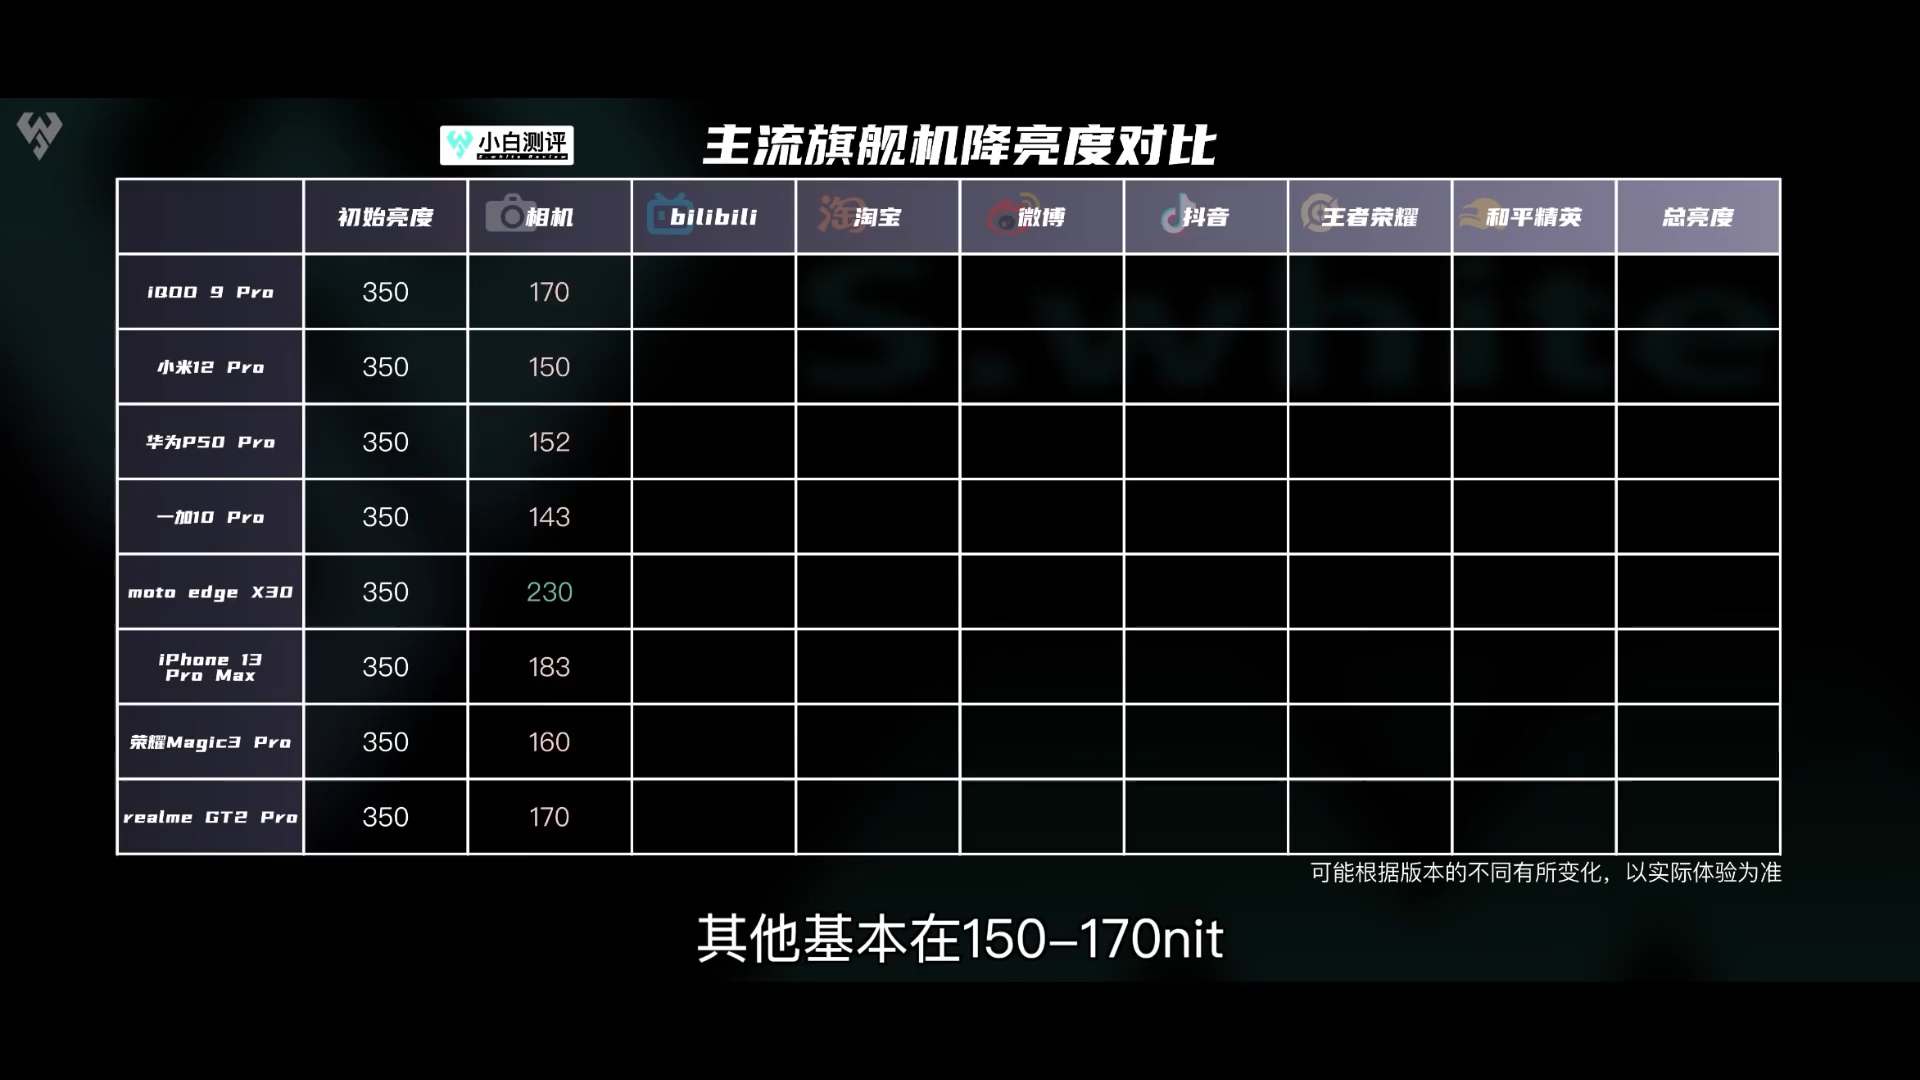 小白测评
S.white Review
主流旗舰机降亮度对比
初始亮度 相机 bilibili 淘宝 微博 抖音 王者荣耀 和平精英 总亮度
iQOO 9 Pro 350 170
小米12 Pro 350 150
华为P50 Pro 350 152
一加10 Pro 350 143
moto edge X30 350 230
iPhone 13
Pro Max 350 183
荣耀Magic3 Pro 350 160
realme GT2 Pro 350 170
S.white
可能根据版本的不同有所变化，以实际体验为准
其他基本在150-170nit